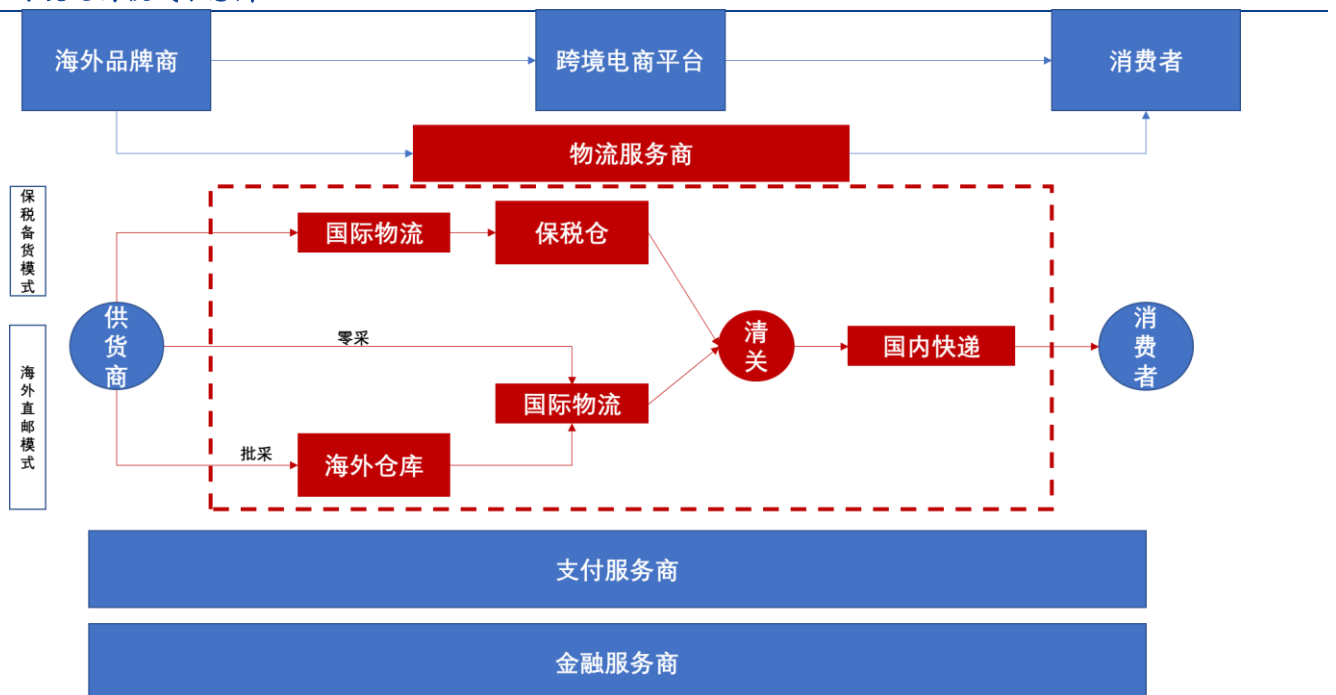 海外品牌商
跨境电商平台
消费者
物流服务商
保税备货模式
国际物流
保税仓
供货商
零采
清关
国内快递
消费者
海外直邮模式
国际物流
批采
海外仓库
支付服务商
金融服务商